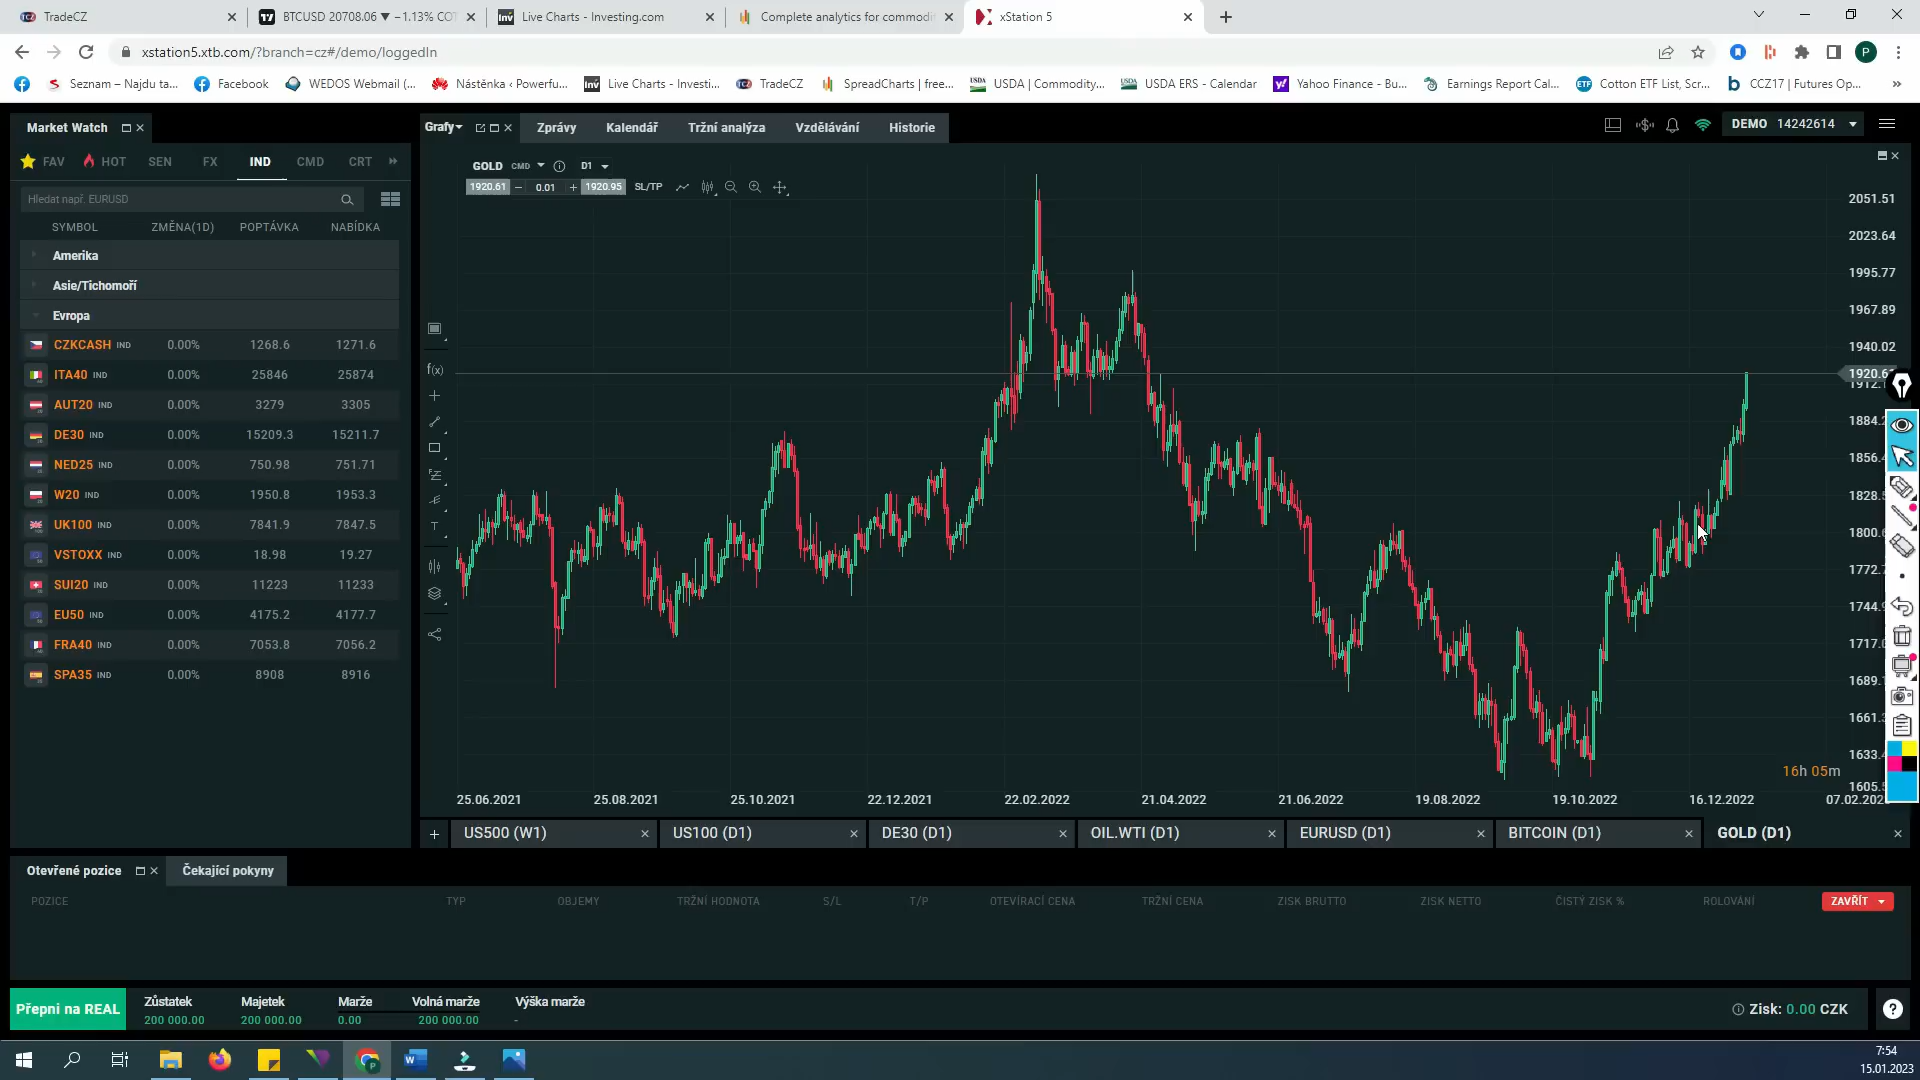 TradeCZ
BTCUSD 20708.06 ▼ −1.13% COT
Live Charts - Investing.com
Complete analytics for commodi
xStation 5
xstation5.xtb.com/?branch=cz#/demo/loggedIn
P
Seznam – Najdu ta...
Facebook
WEDOS Webmail (...
Nástěnka ‹ Powerfu...
Live Charts - Investi...
TradeCZ
SpreadCharts | free...
USDA | Commodity,...
USDA ERS - Calendar
Yahoo Finance - Bu...
Earnings Report Cal...
Cotton ETF List, Scr...
CCZ17 | Futures Op...
Market Watch
Grafy
Zprávy
Kalendář
Tržní analýza
Vzdělávání
Historie
DEMO 14242614
FAV HOT SEN FX IND CMD CRT
Hledat např. EURUSD
SYMBOL ZMĚNA(1D) POPTÁVKA NABÍDKA
Amerika
Asie/Tichomoří
Evropa
CZKCASH IND 0.00% 1268.6 1271.6
ITA40 IND 0.00% 25846 25874
AUT20 IND 0.00% 3279 3305
DE30 IND 0.00% 15209.3 15211.7
NED25 IND 0.00% 750.98 751.71
W20 IND 0.00% 1950.8 1953.3
UK100 IND 0.00% 7841.9 7847.5
VSTOXX IND 0.00% 18.98 19.27
SUI20 IND 0.00% 11223 11233
EU50 IND 0.00% 4175.2 4177.7
FRA40 IND 0.00% 7053.8 7056.2
SPA35 IND 0.00% 8908 8916
GOLD CMD D1
1920.61 − 0.01 + 1920.95 SL/TP
f(x)
T
2051.51
2023.64
1995.77
1967.89
1940.02
1920.6
1912.
1884.
1856.
1828.
1800.
1772.
1744.
1717.
1689.
1661.
1633.
1605.
16h 05m
25.06.2021 25.08.2021 25.10.2021 22.12.2021 22.02.2022 21.04.2022 21.06.2022 19.08.2022 19.10.2022 16.12.2022 07.02.
US500 (W1)
US100 (D1)
DE30 (D1)
OIL.WTI (D1)
EURUSD (D1)
BITCOIN (D1)
GOLD (D1)
Otevřené pozice
Čekající pokyny
POZICE TYP OBJEMY TRŽNÍ HODNOTA S/L T/P OTEVÍRACÍ CENA TRŽNÍ CENA ZISK BRUTTO ZISK NETTO ČISTÝ ZISK % ROLOVÁNÍ ZAVŘÍT
Přepni na REAL
Zůstatek Majetek Marže Volná marže Výška marže
200 000.00 200 000.00 0.00 200 000.00 -
Zisk: 0.00 CZK
7:54
15.01.2023